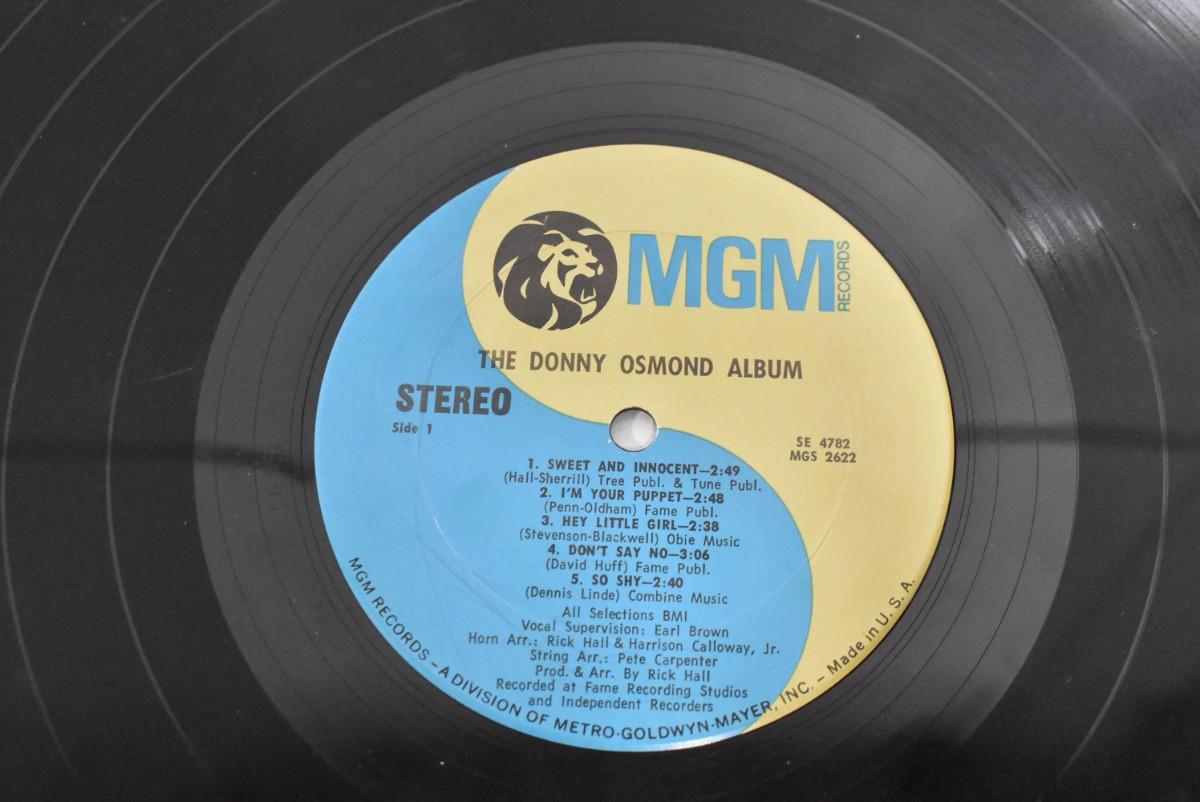 MGM RECORDS
THE DONNY OSMOND ALBUM
STEREO
Side 1
SE 4782
MGS 2622
1. SWEET AND INNOCENT—2:49
(Hall-Sherrill) Tree Publ. & Tune Publ.
2. I'M YOUR PUPPET—2:48
(Penn-Oldham) Fame Publ.
3. HEY LITTLE GIRL—2:38
(Stevenson-Blackwell) Obie Music
4. DON'T SAY NO—3:06
(David Huff) Fame Publ.
5. SO SHY—2:40
(Dennis Linde) Combine Music
All Selections BMI
Vocal Supervision: Earl Brown
Horn Arr.: Rick Hall & Harrison Calloway, Jr.
String Arr.: Pete Carpenter
Prod. & Arr. By Rick Hall
Recorded at Fame Recording Studios
and Independent Recorders
MGM RECORDS – A DIVISION OF METRO-GOLDWYN-MAYER, INC. – Made in U. S. A.